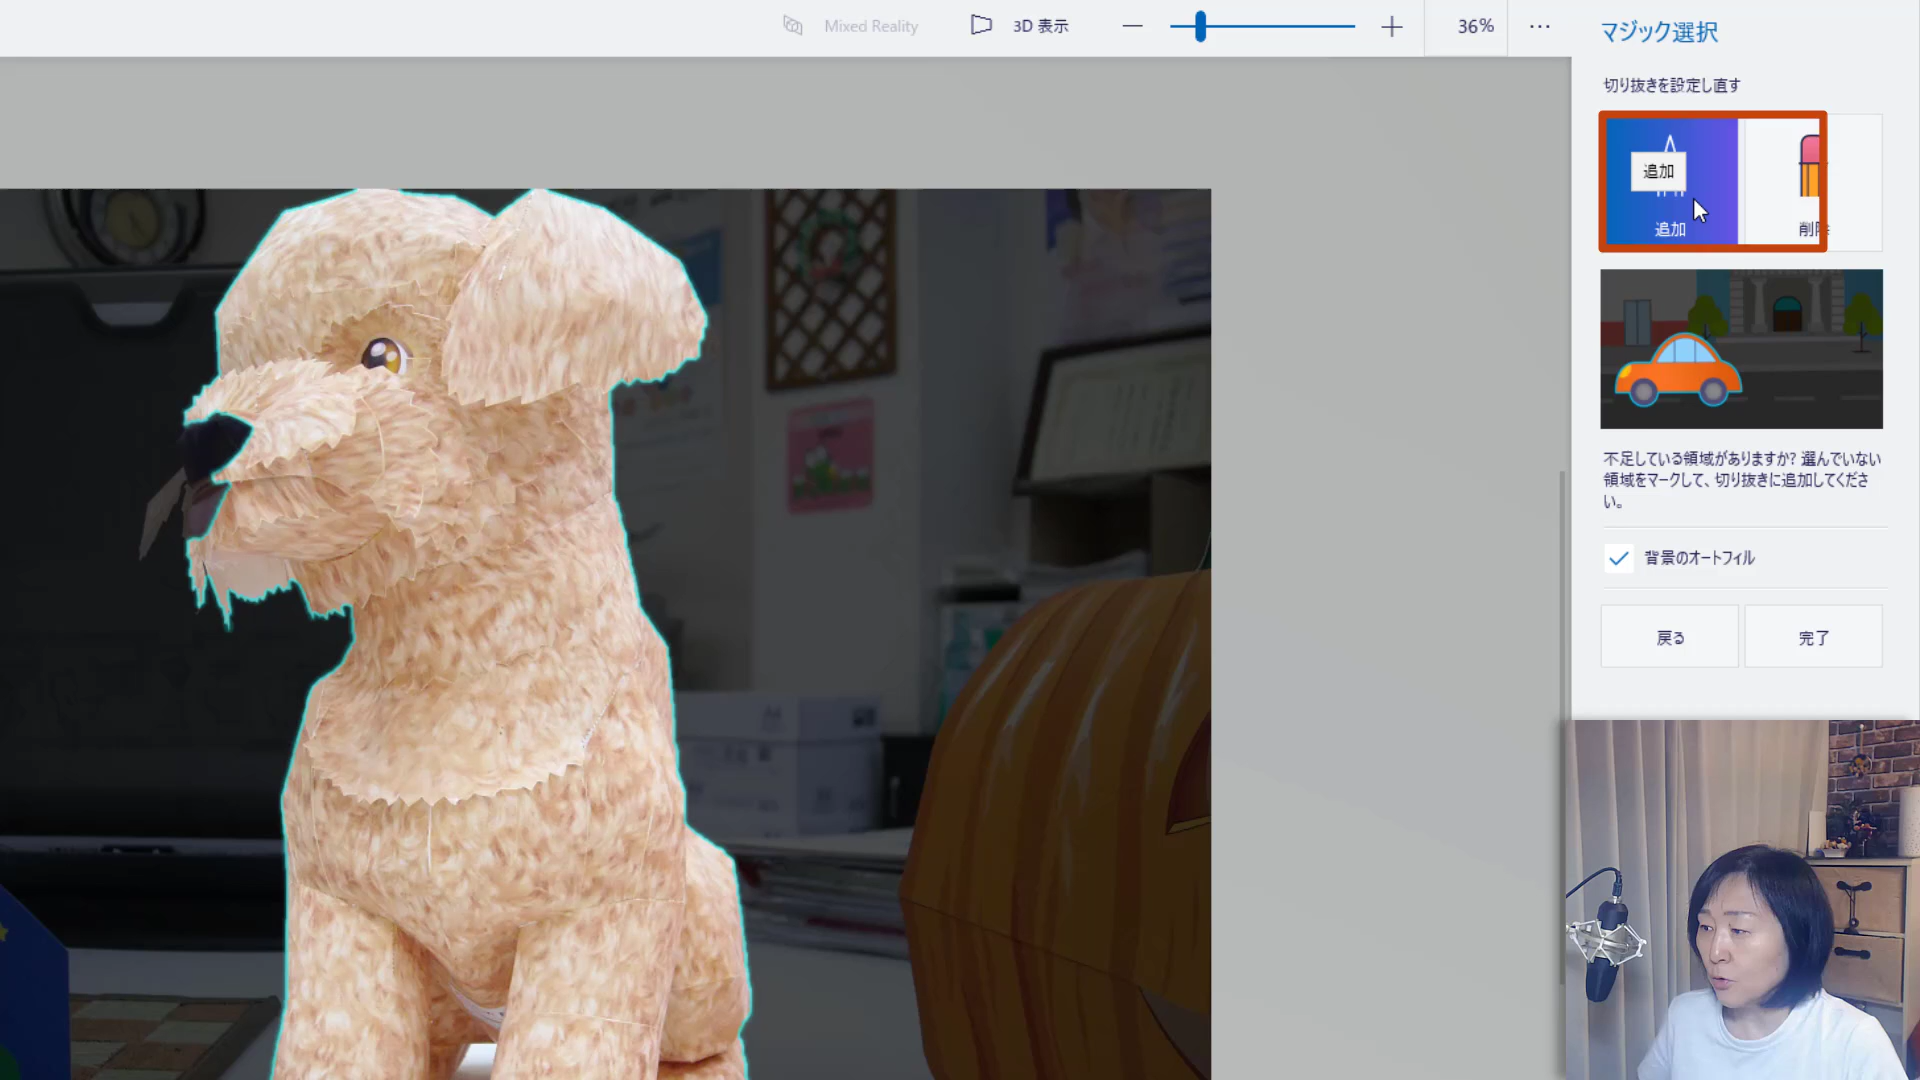 Mixed Reality
3D 表示
36%
マジック選択
切り抜きを設定し直す
追加
追加
削除
不足している領域がありますか? 選んでいない
領域をマークして、切り抜きに追加してくださ
い。
背景のオートフィル
戻る
完了